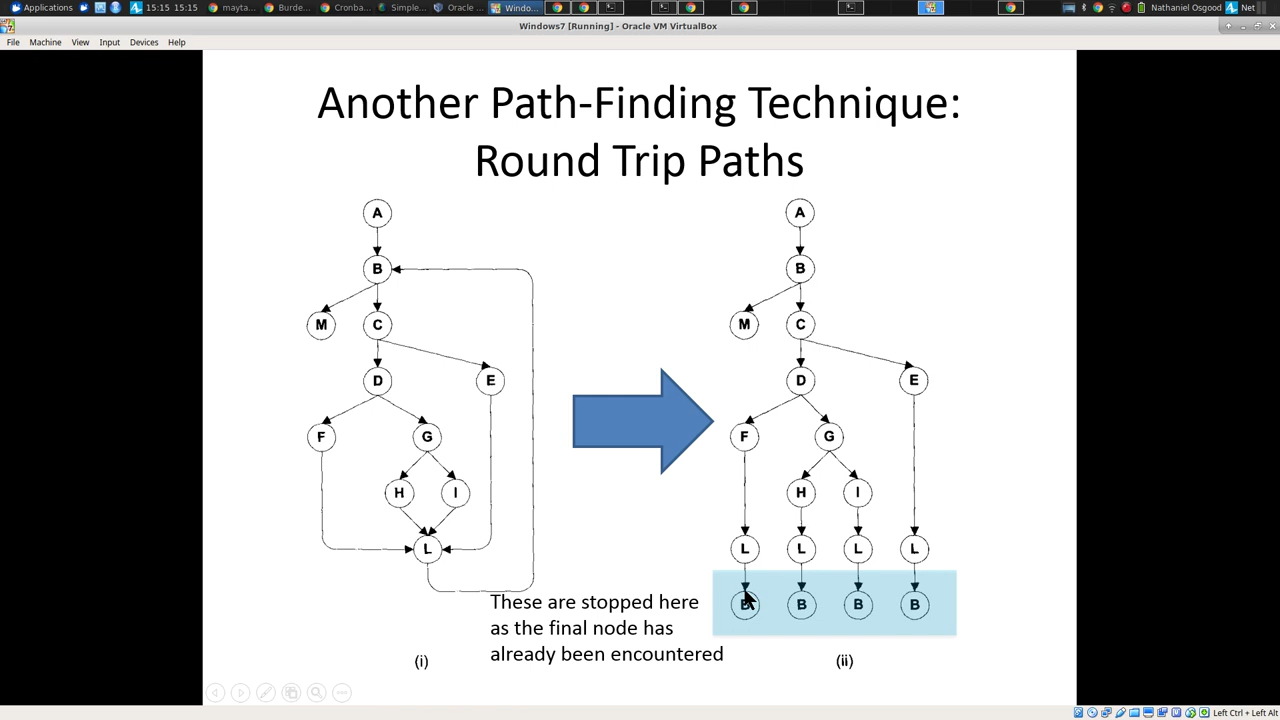 Applications 15:15 15:15 mayta... Burde... Cronba... Simple... Oracle ... Windo... Nathaniel Osgood Net
Windows7 [Running] - Oracle VM VirtualBox
File Machine View Input Devices Help
Another Path-Finding Technique:
Round Trip Paths
A A
B B
M C M C
D E D E
F G F G
H I H I
L L L L L
B B B B
These are stopped here
as the final node has
already been encountered
(i) (ii)
Left Ctrl + Left Alt